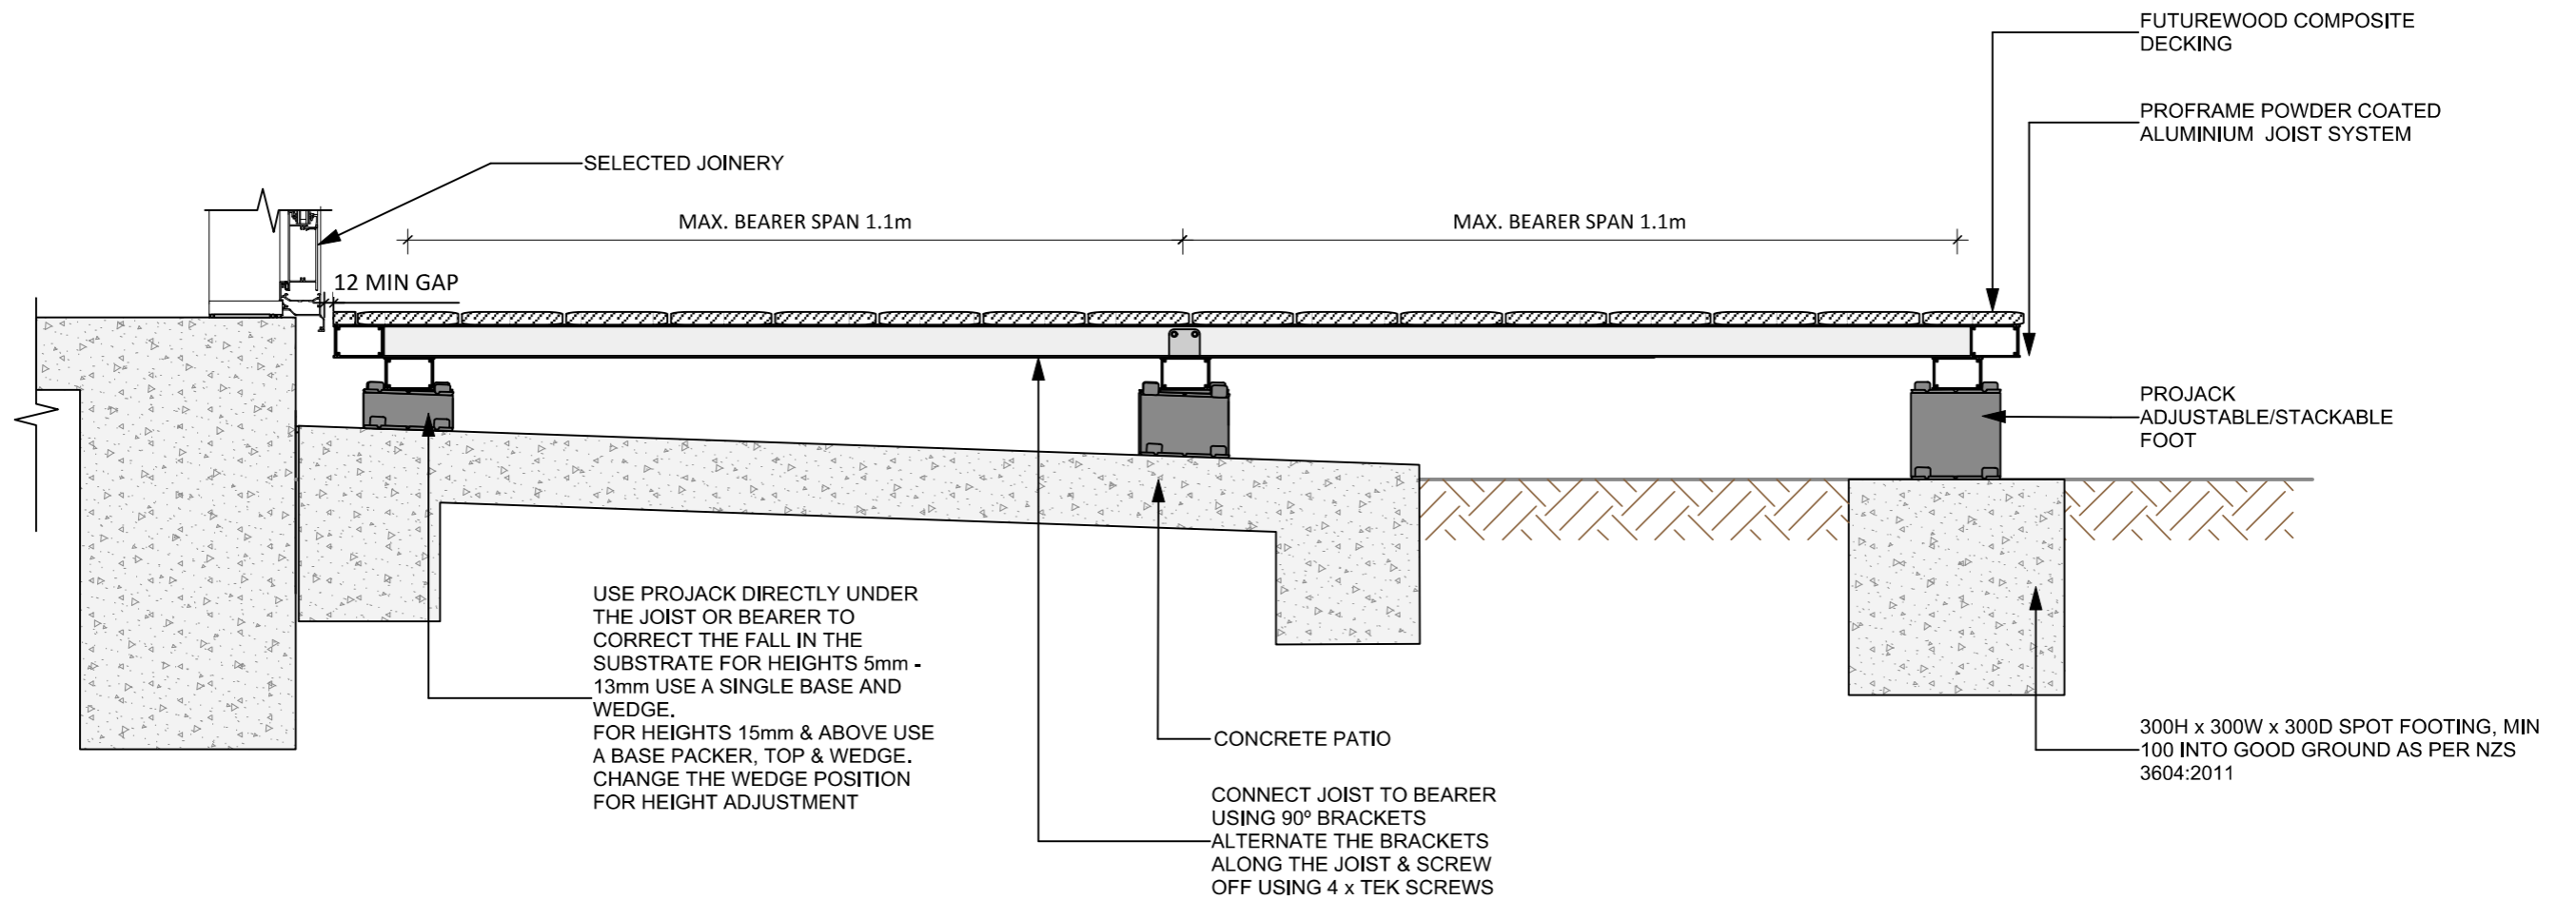 FUTUREWOOD COMPOSITE
DECKING
PROFRAME POWDER COATED
ALUMINIUM JOIST SYSTEM
SELECTED JOINERY
MAX. BEARER SPAN 1.1m
MAX. BEARER SPAN 1.1m
12 MIN GAP
PROJACK
ADJUSTABLE/STACKABLE
FOOT
USE PROJACK DIRECTLY UNDER
THE JOIST OR BEARER TO
CORRECT THE FALL IN THE
SUBSTRATE FOR HEIGHTS 5mm -
13mm USE A SINGLE BASE AND
WEDGE.
FOR HEIGHTS 15mm & ABOVE USE
A BASE PACKER, TOP & WEDGE.
CHANGE THE WEDGE POSITION
FOR HEIGHT ADJUSTMENT
CONCRETE PATIO
CONNECT JOIST TO BEARER
USING 90º BRACKETS
ALTERNATE THE BRACKETS
ALONG THE JOIST & SCREW
OFF USING 4 x TEK SCREWS
300H x 300W x 300D SPOT FOOTING, MIN
100 INTO GOOD GROUND AS PER NZS
3604:2011